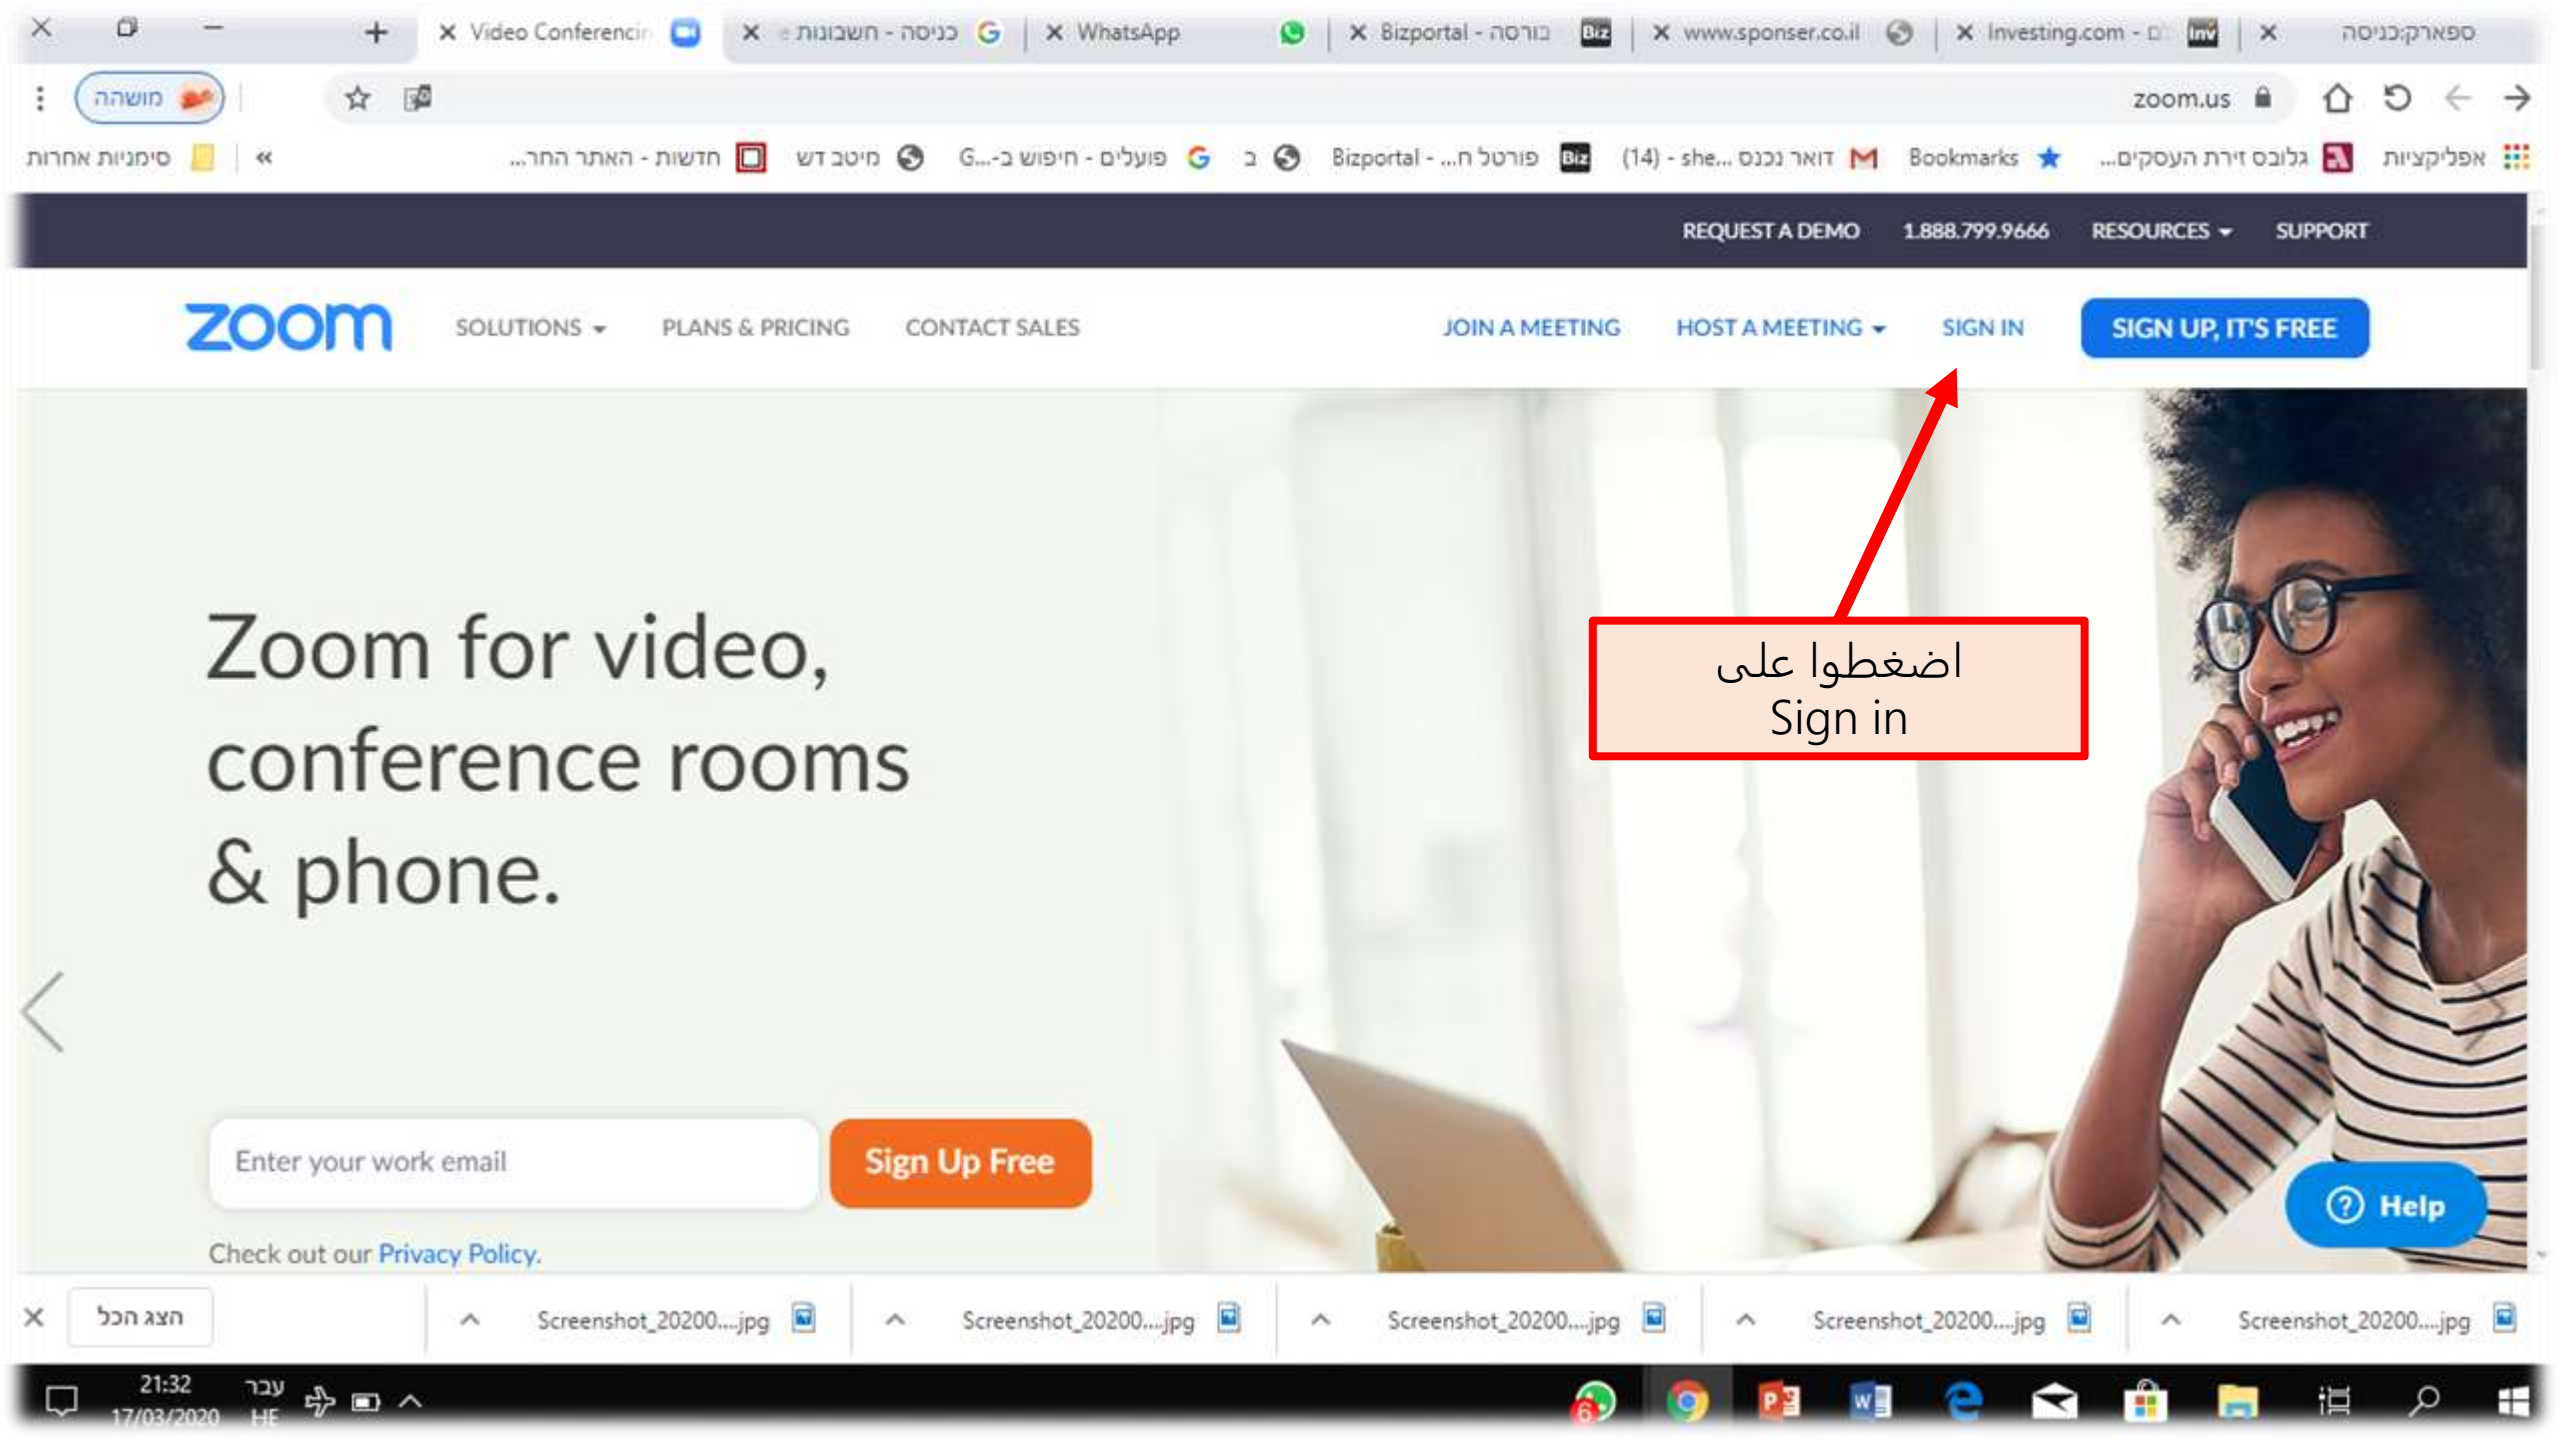 ספארק:כניסה
Investing.com -
www.sponser.co.il
Bizportal - בורסה
WhatsApp
כניסה - חשבונות
Video Conferencin
zoom.us
מושהה
אפליקציות
גלובס זירת העסקים...
Bookmarks
דואר נכנס ...she - (14)
Bizportal - ...פורטל ח
ב
פועלים - חיפוש ב-...G
מיטב דש
חדשות - האתר החר...
»
סימניות אחרות
REQUEST A DEMO 1.888.799.9666 RESOURCES SUPPORT
zoom SOLUTIONS PLANS & PRICING CONTACT SALES JOIN A MEETING HOST A MEETING SIGN IN SIGN UP, IT'S FREE
Zoom for video,
conference rooms
& phone.
اضغطوا على
Sign in
Enter your work email
Sign Up Free
Check out our Privacy Policy.
Help
הצג הכל
Screenshot_20200....jpg
Screenshot_20200....jpg
Screenshot_20200....jpg
Screenshot_20200....jpg
Screenshot_20200....jpg
21:32
17/03/2020
עבר
HE
6